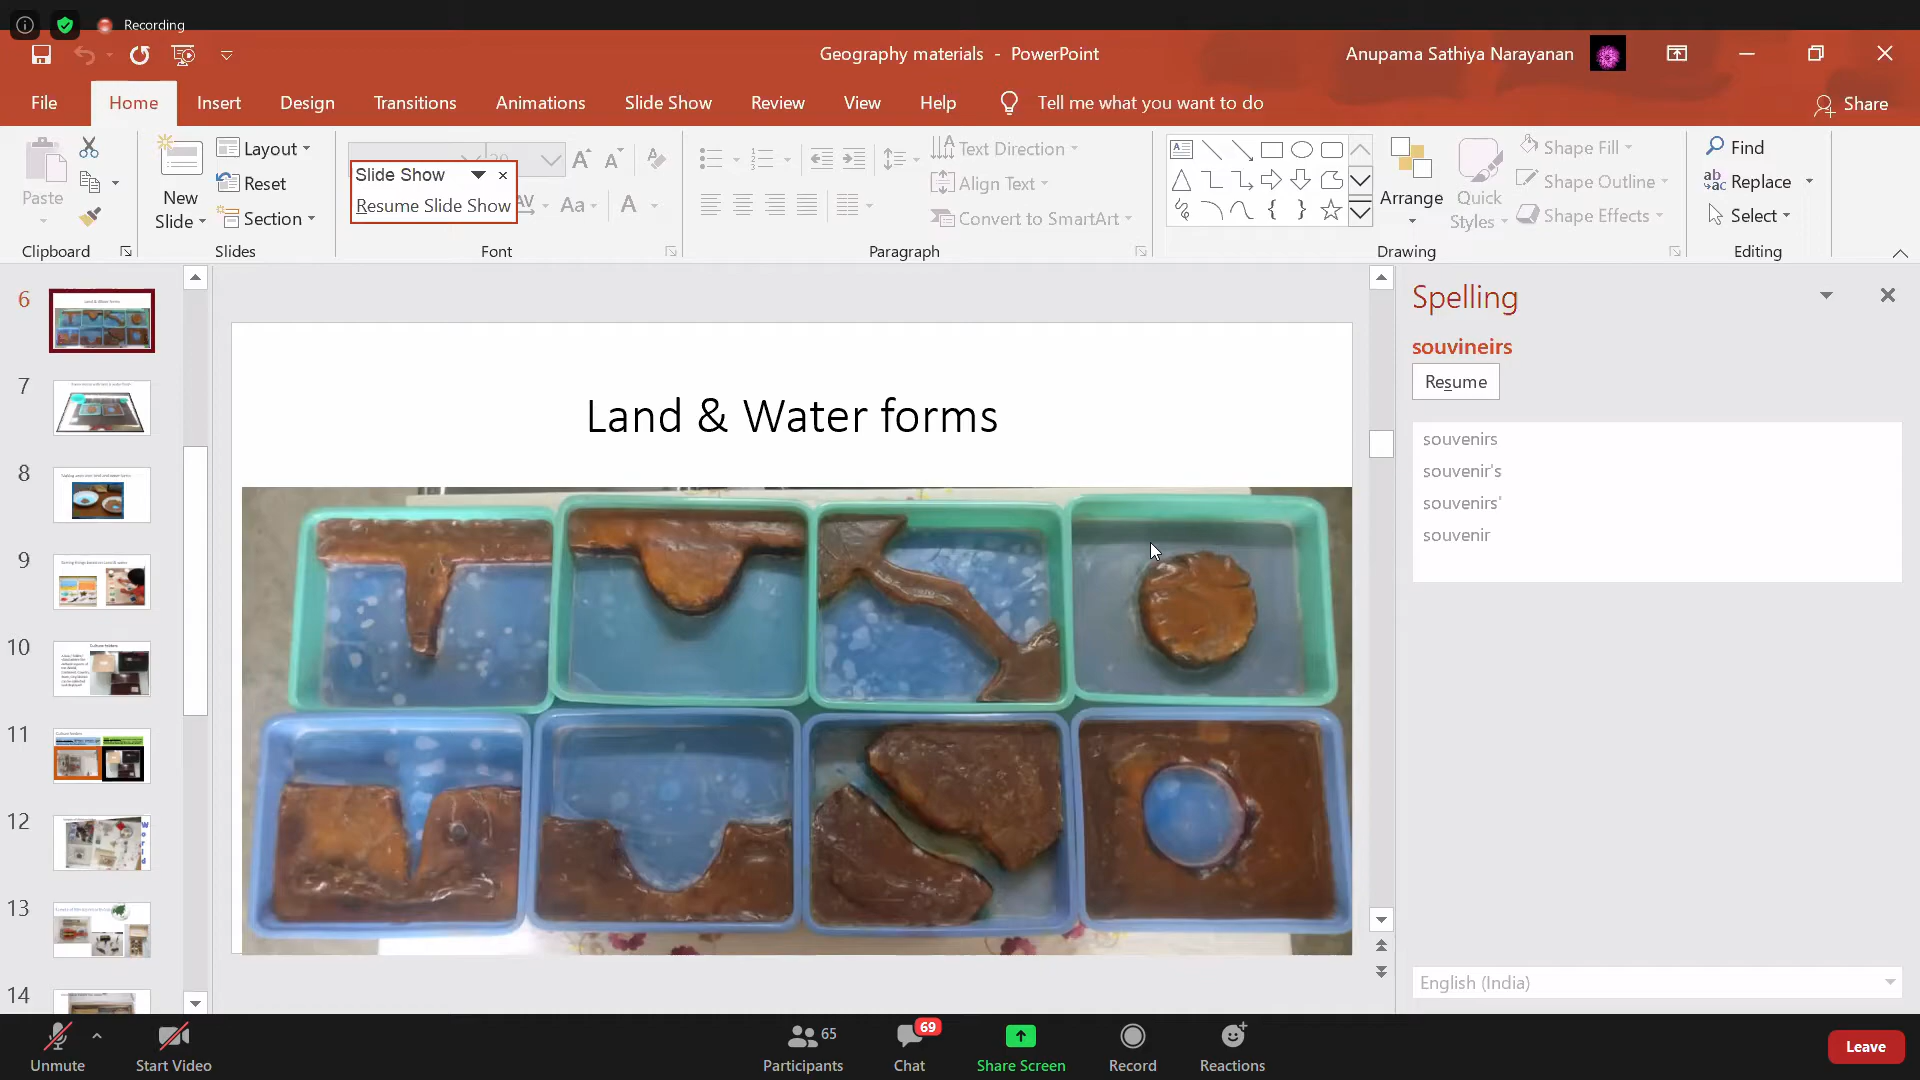 Recording
Geography materials - PowerPoint
Anupama Sathiya Narayanan
File
Home
Insert
Design
Transitions
Animations
Slide Show
Review
View
Help
Tell me what you want to do
Share
Paste
New
Slide
Layout
Reset
Section
Slide Show
Resume Slide Show
Aa
A
Text Direction
Align Text
Convert to SmartArt
Arrange
Quick
Styles
Shape Fill
Shape Outline
Shape Effects
Find
Replace
Select
Clipboard
Slides
Font
Paragraph
Drawing
Editing
6
7
8
9
10
11
12
13
14
Land & Water forms
Spelling
souvineirs
Resume
souvenirs
souvenir's
souvenirs'
souvenir
English (India)
Unmute
Start Video
65
Participants
69
Chat
Share Screen
Record
Reactions
Leave